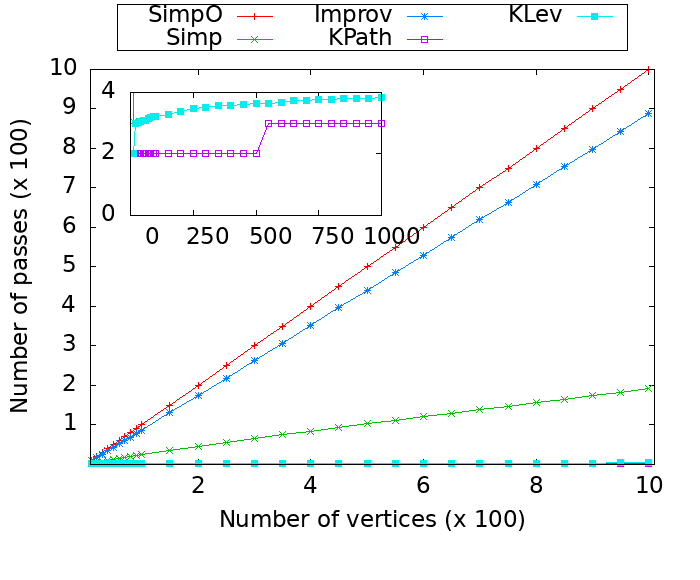 SimpO Improv KLev
Simp KPath
10
9
8
7
6
5
4
3
2
1
4
2
0
0 250 500 750 1000
2 4 6 8 10
Number of passes (x 100)
Number of vertices (x 100)